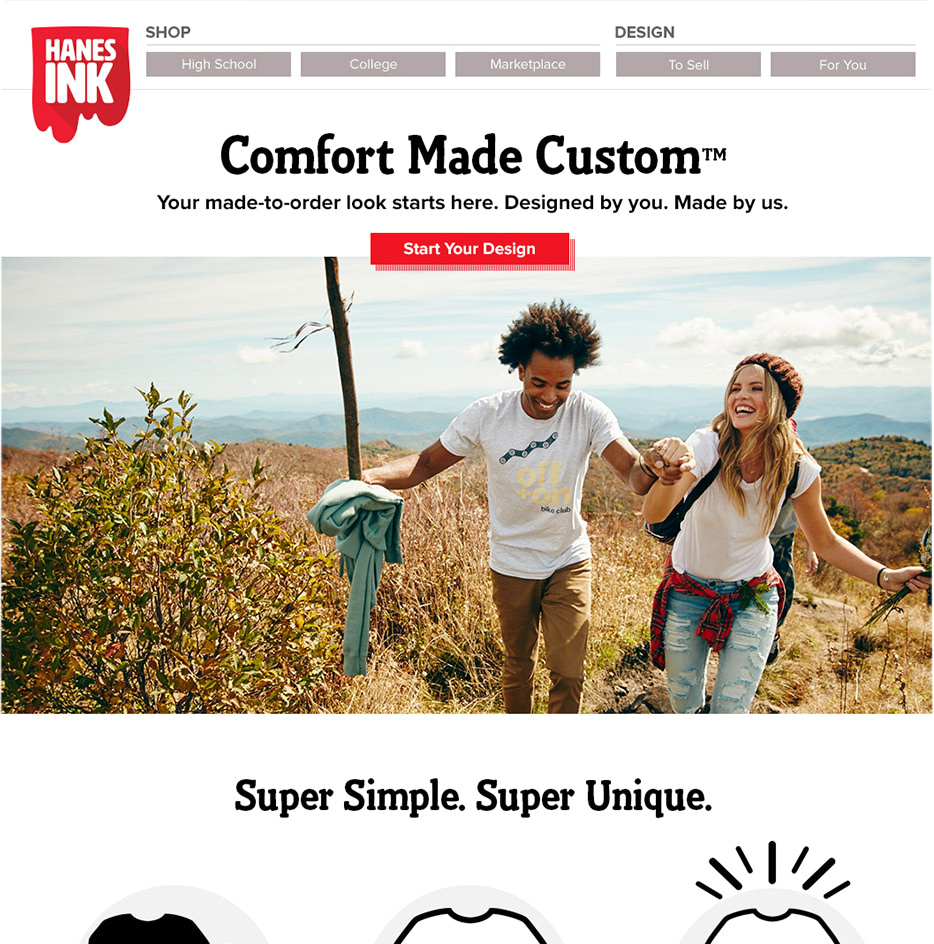 HANES
INK
SHOP
High School
College
Marketplace
DESIGN
To Sell
For You
Comfort Made Custom™
Your made-to-order look starts here. Designed by you. Made by us.
Start Your Design
off
+on
bike club
Super Simple. Super Unique.